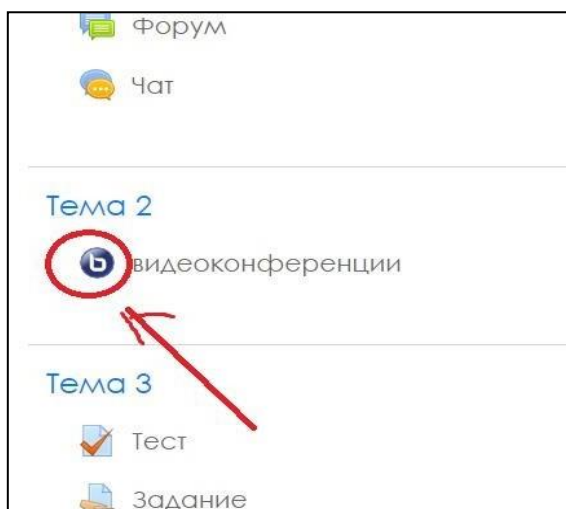 Форум
Чат
Тема 2
b видеоконференции
Тема 3
Тест
Задание